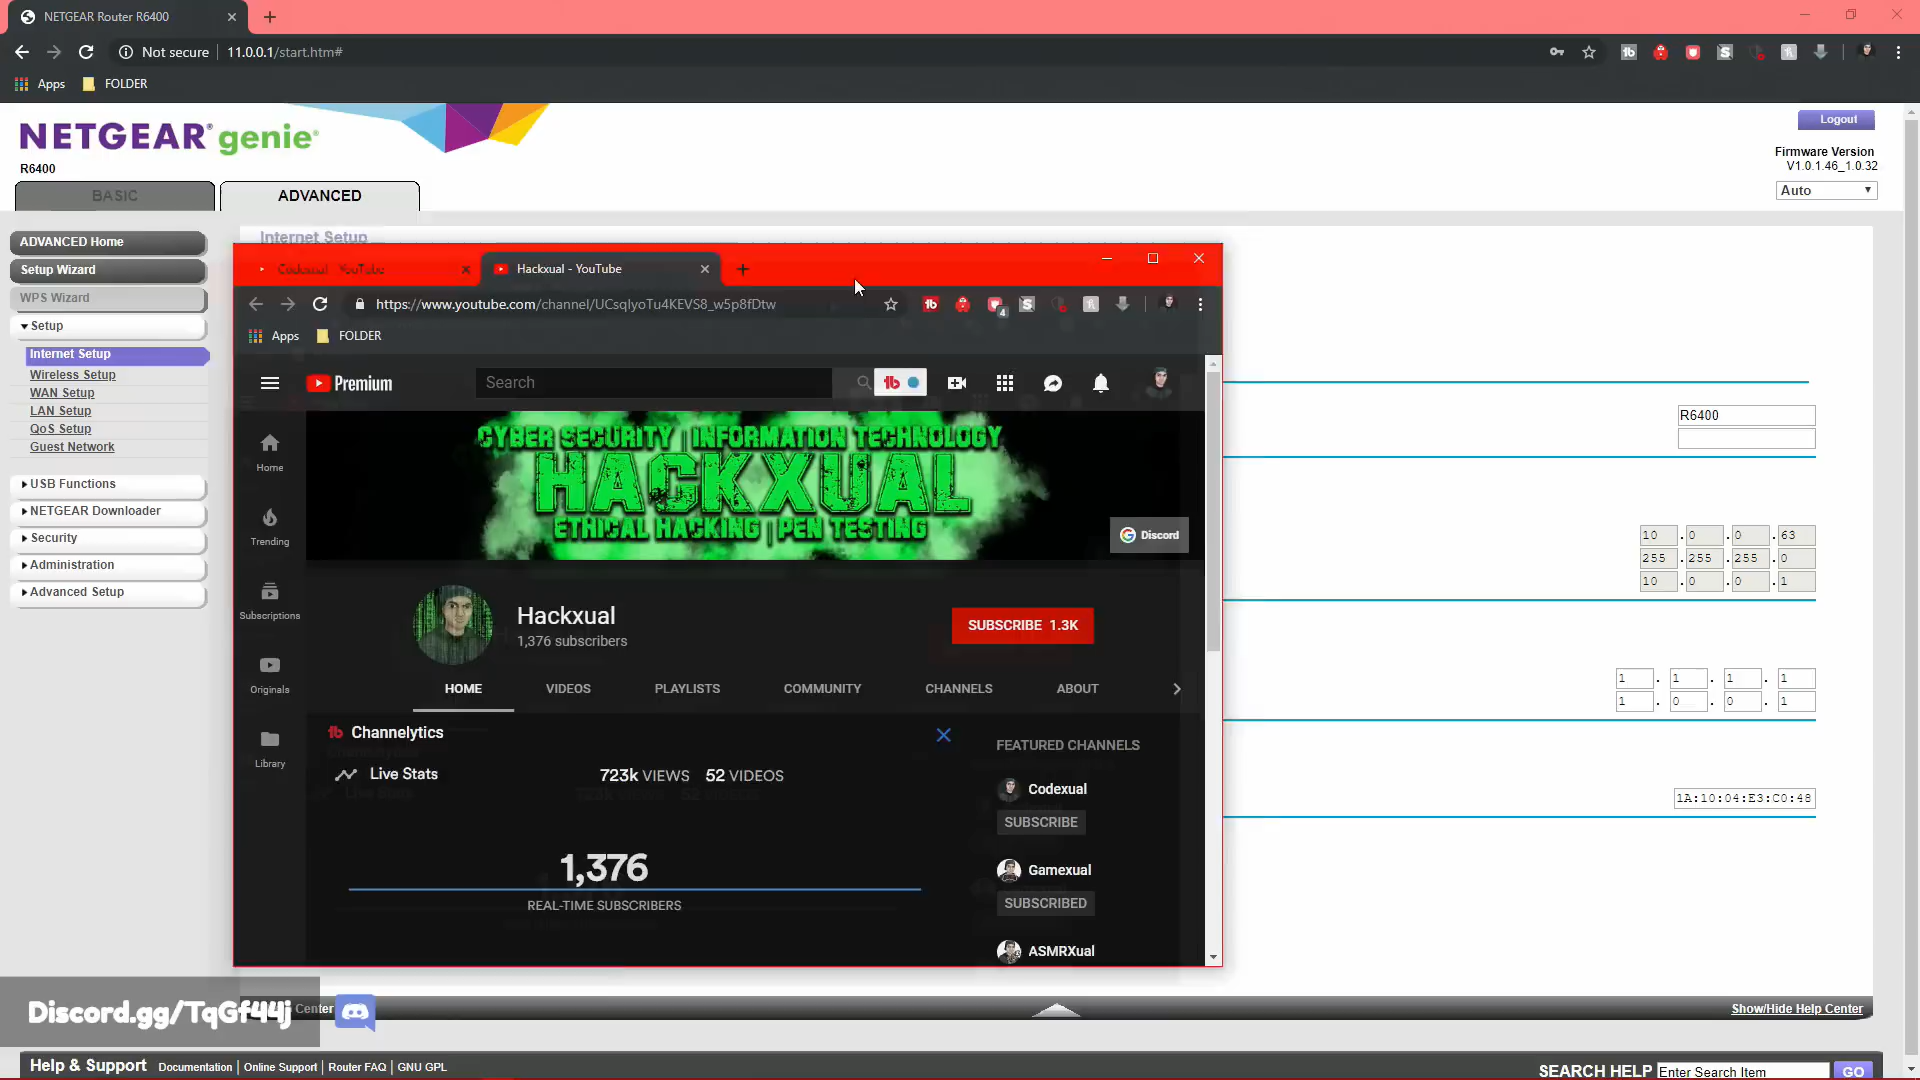 NETGEAR Router R6400
Not secure | 11.0.0.1/start.htm#
Apps FOLDER
NETGEAR® genie®
R6400
Logout
Firmware Version
V1.0.1.46_1.0.32
Auto
BASIC
ADVANCED
ADVANCED Home
Setup Wizard
WPS Wizard
Setup
Internet Setup
Wireless Setup
WAN Setup
LAN Setup
QoS Setup
Guest Network
USB Functions
NETGEAR Downloader
Security
Administration
Advanced Setup
Internet Setup
Codexual - YouTube
Hackxual - YouTube
https://www.youtube.com/channel/UCsqIyoTu4KEVS8_w5p8fDtw
4
Apps FOLDER
Premium
Search
Home
Trending
Subscriptions
Originals
Library
CYBER SECURITY | INFORMATION TECHNOLOGY
HACKXUAL
ETHICAL HACKING | PEN TESTING
Discord
Hackxual
1,376 subscribers
SUBSCRIBE 1.3K
HOME VIDEOS PLAYLISTS COMMUNITY CHANNELS ABOUT
Channelytics
Live Stats
723k VIEWS 52 VIDEOS
1,376
REAL-TIME SUBSCRIBERS
FEATURED CHANNELS
Codexual
SUBSCRIBE
Gamexual
SUBSCRIBED
ASMRXual
R6400
10 . 0 . 0 . 63
255 . 255 . 255 . 0
10 . 0 . 0 . 1
1 . 1 . 1 . 1
1 . 0 . 0 . 1
1A:10:04:E3:C0:48
Discord.gg/TqGf44j
Center
Show/Hide Help Center
Help & Support Documentation | Online Support | Router FAQ | GNU GPL
SEARCH HELP Enter Search Item GO